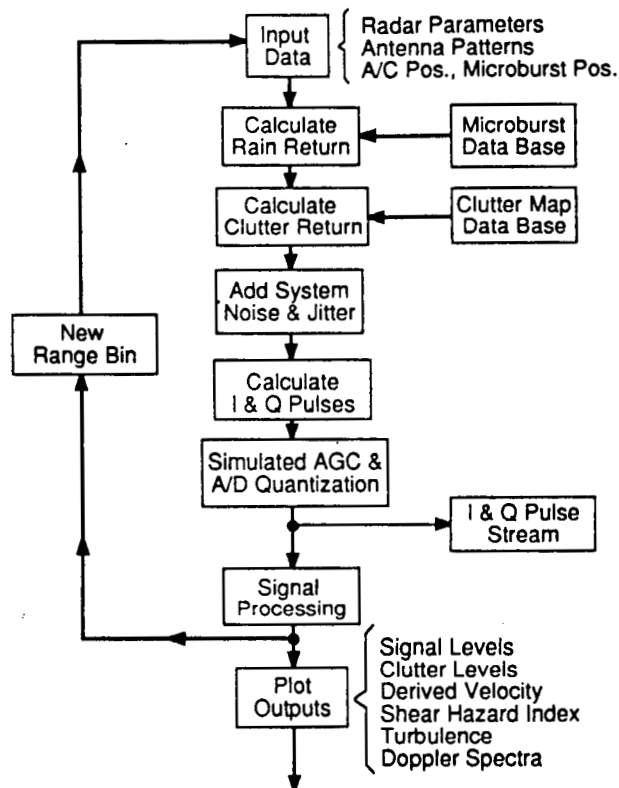 Input
Data
Radar Parameters
Antenna Patterns
A/C Pos., Microburst Pos.
Calculate
Rain Return
Microburst
Data Base
Calculate
Clutter Return
Clutter Map
Data Base
Add System
Noise & Jitter
New
Range Bin
Calculate
I & Q Pulses
Simulated AGC &
A/D Quantization
I & Q Pulse
Stream
Signal
Processing
Plot
Outputs
Signal Levels
Clutter Levels
Derived Velocity
Shear Hazard Index
Turbulence
Doppler Spectra